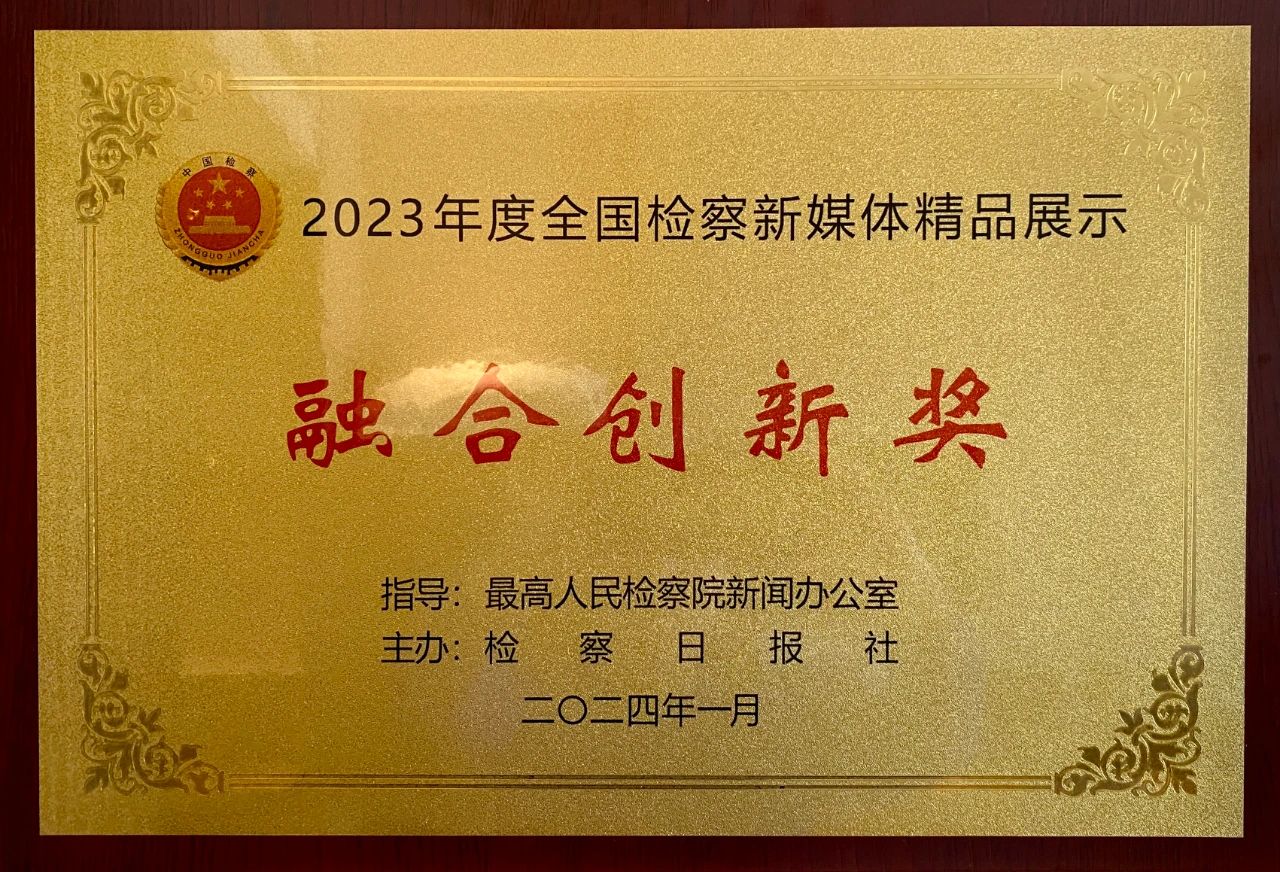 中国检察
ZHONGGUO JIANCHA
2023年度全国检察新媒体精品展示
融合创新奖
指导：最高人民检察院新闻办公室
主办：检察日报社
二〇二四年一月